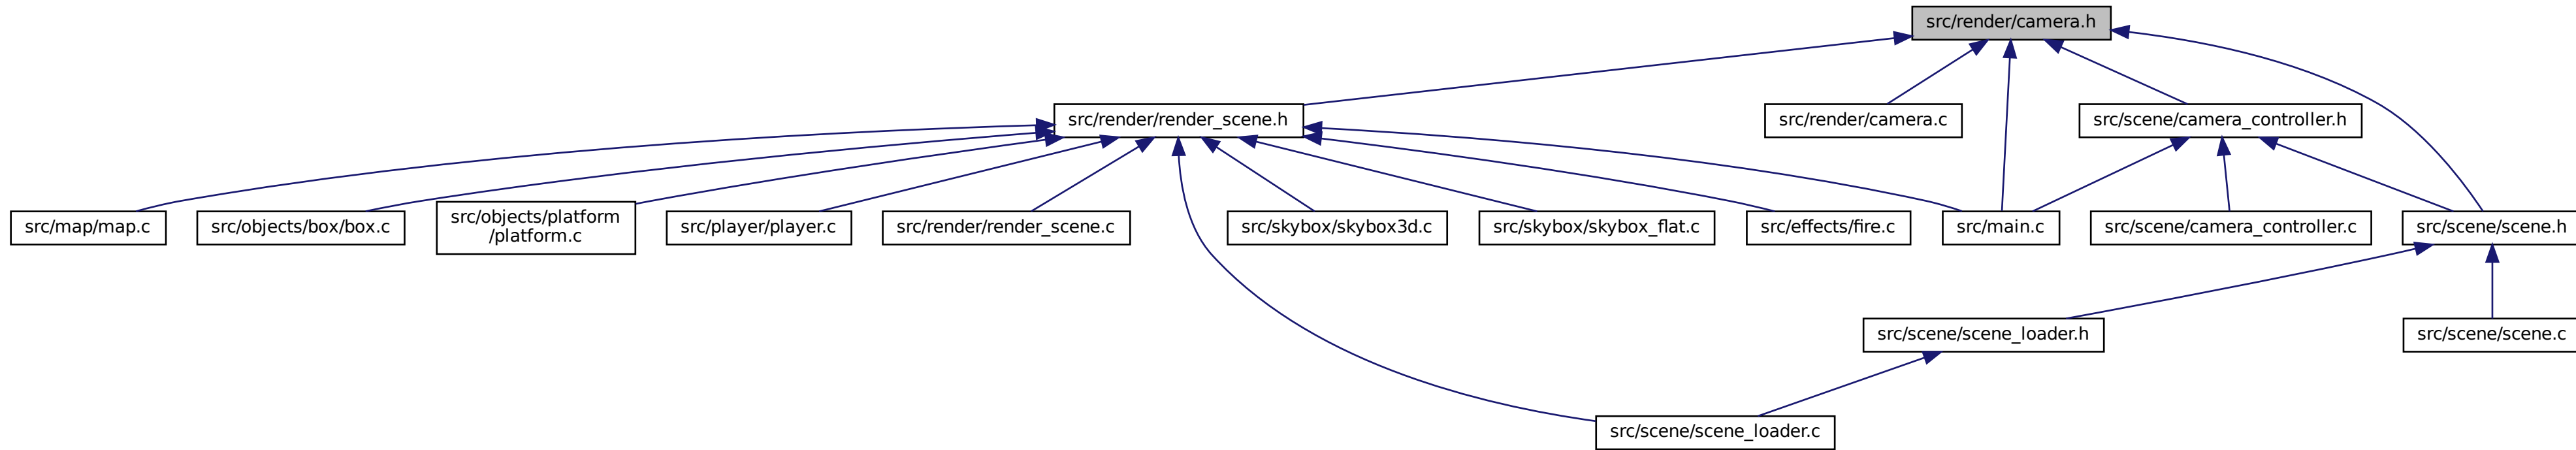 src/render/camera.h
src/render/render_scene.h
src/render/camera.c
src/scene/camera_controller.h
src/map/map.c
src/objects/box/box.c
src/objects/platform
/platform.c
src/player/player.c
src/render/render_scene.c
src/skybox/skybox3d.c
src/skybox/skybox_flat.c
src/effects/fire.c
src/main.c
src/scene/camera_controller.c
src/scene/scene.h
src/scene/scene_loader.h
src/scene/scene.c
src/scene/scene_loader.c